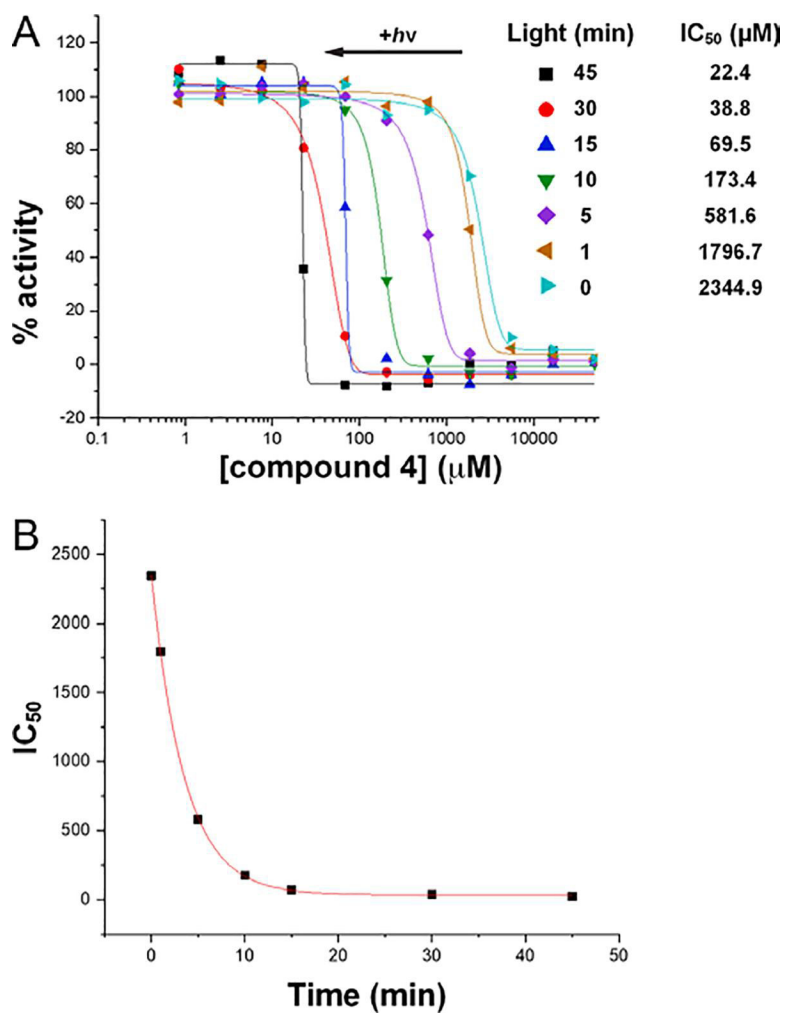 A
+hν
Light (min) IC50 (μM)
45 22.4
30 38.8
15 69.5
10 173.4
5 581.6
1 1796.7
0 2344.9
120
100
80
60
40
20
0
-20
% activity
0.1 1 10 100 1000 10000
[compound 4] (μM)
B
2500
2000
1500
1000
500
0
IC50
0 10 20 30 40 50
Time (min)